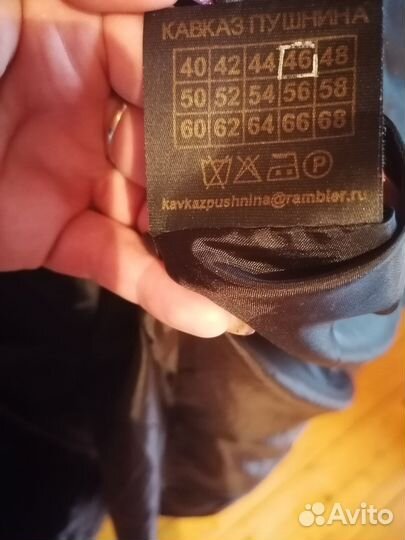 КАВКАЗ ПУШНИНА
40 42 44 46 48
50 52 54 56 58
60 62 64 66 68
P
kavkazpushnina@rambler.ru
Avito